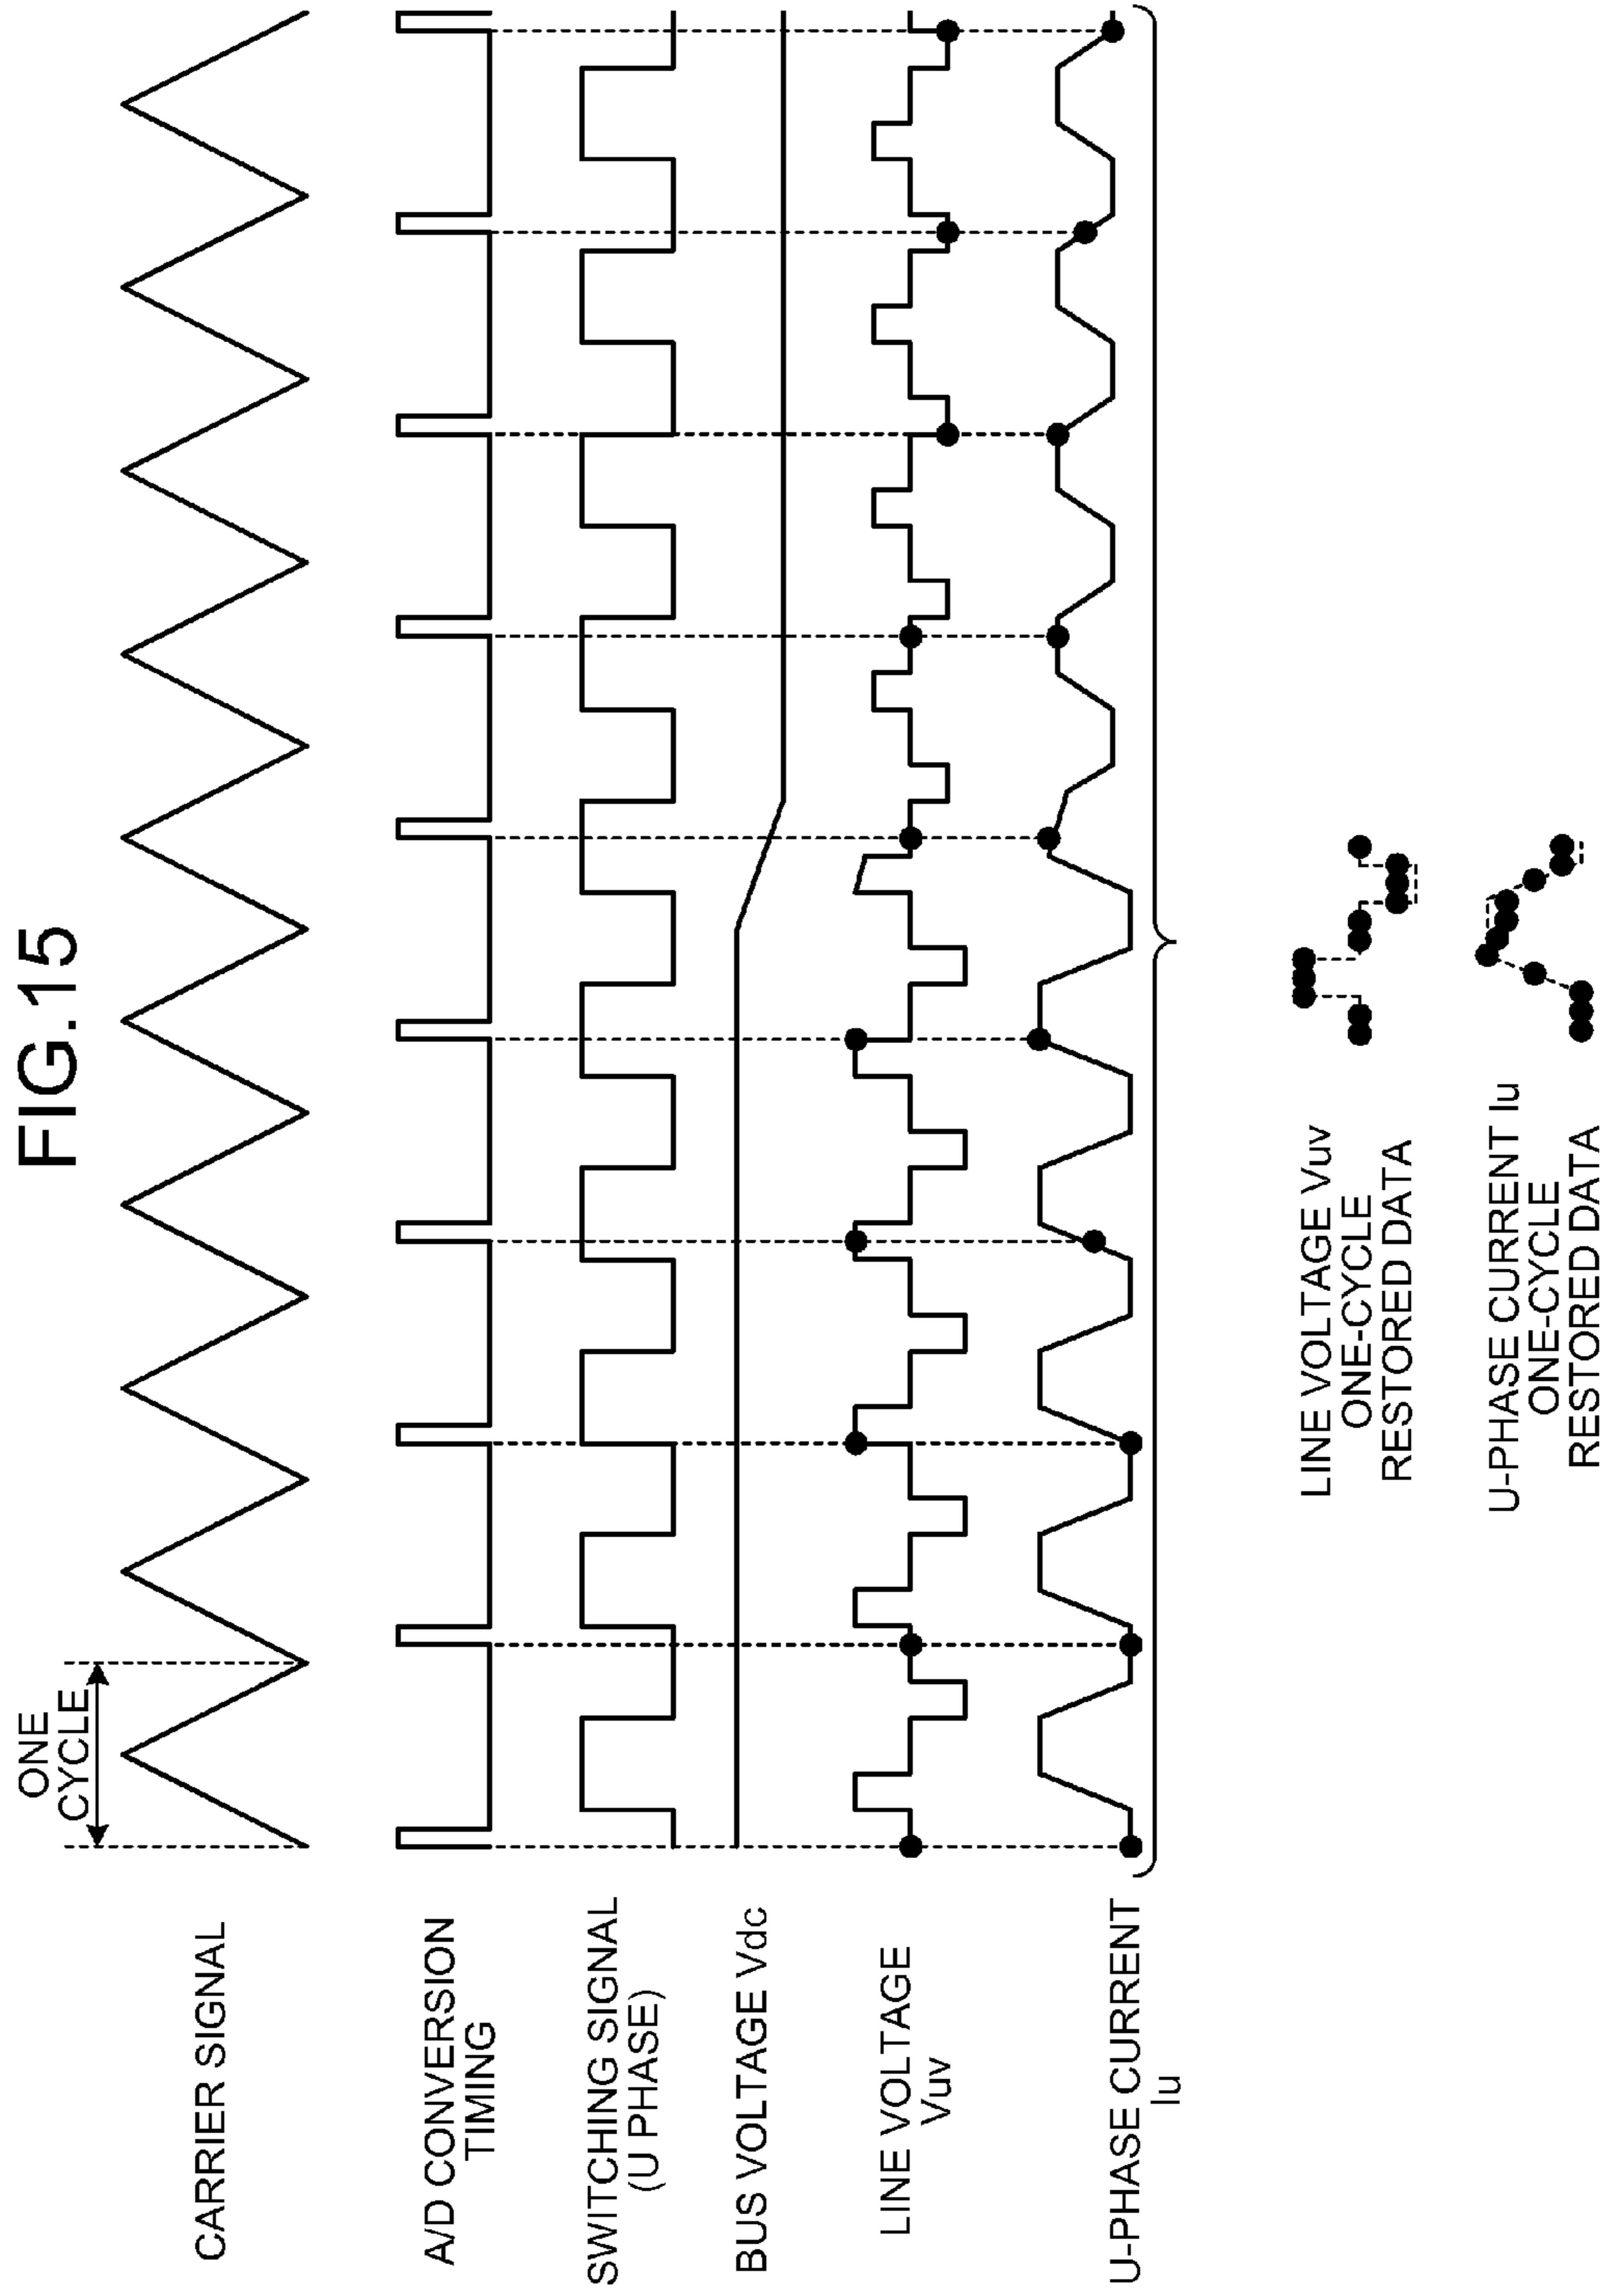 FIG.15
ONE
CYCLE
CARRIER SIGNAL
A/D CONVERSION
TIMING
SWITCHING SIGNAL
(U PHASE)
BUS VOLTAGE Vdc
LINE VOLTAGE
Vuv
U-PHASE CURRENT
Iu
LINE VOLTAGE Vuv
ONE-CYCLE
RESTORED DATA
U-PHASE CURRENT Iu
ONE-CYCLE
RESTORED DATA